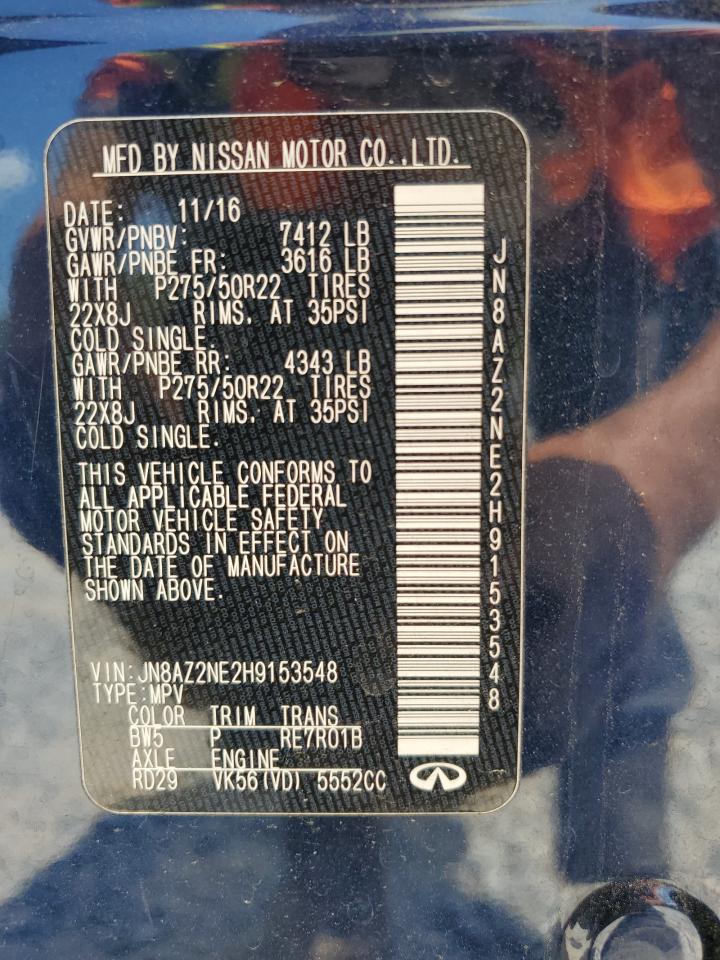 MFD BY NISSAN MOTOR CO.,LTD.
DATE: 11/16
GVWR/PNBV: 7412 LB
GAWR/PNBE FR: 3616 LB
WITH P275/50R22 TIRES
22X8J RIMS. AT 35PSI
COLD SINGLE.
GAWR/PNBE RR: 4343 LB
WITH P275/50R22 TIRES
22X8J RIMS. AT 35PSI
COLD SINGLE.
THIS VEHICLE CONFORMS TO
ALL APPLICABLE FEDERAL
MOTOR VEHICLE SAFETY
STANDARDS IN EFFECT ON
THE DATE OF MANUFACTURE
SHOWN ABOVE.
VIN:JN8AZ2NE2H9153548
TYPE:MPV
COLOR TRIM TRANS
BW5 P RE7R01B
AXLE ENGINE
RD29 VK56(VD) 5552CC
JN8AZ2NE2H9153548